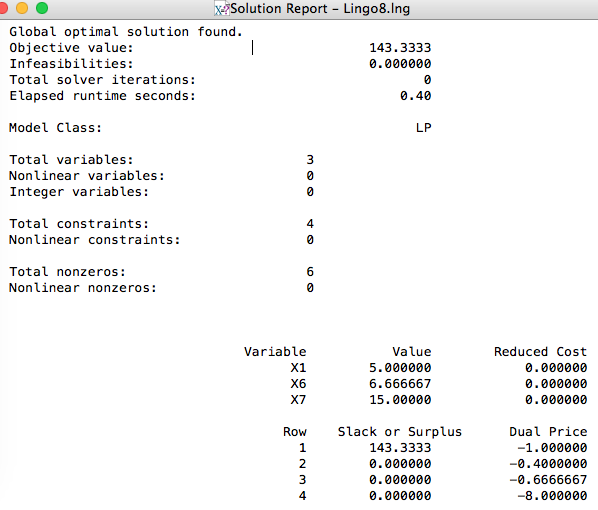 Solution Report - Lingo8.lng
Global optimal solution found.
Objective value: 143.3333
Infeasibilities: 0.000000
Total solver iterations: 0
Elapsed runtime seconds: 0.40
Model Class: LP
Total variables: 3
Nonlinear variables: 0
Integer variables: 0
Total constraints: 4
Nonlinear constraints: 0
Total nonzeros: 6
Nonlinear nonzeros: 0
Variable Value Reduced Cost
X1 5.000000 0.000000
X6 6.666667 0.000000
X7 15.00000 0.000000
Row Slack or Surplus Dual Price
1 143.3333 -1.000000
2 0.000000 -0.4000000
3 0.000000 -0.6666667
4 0.000000 -8.000000